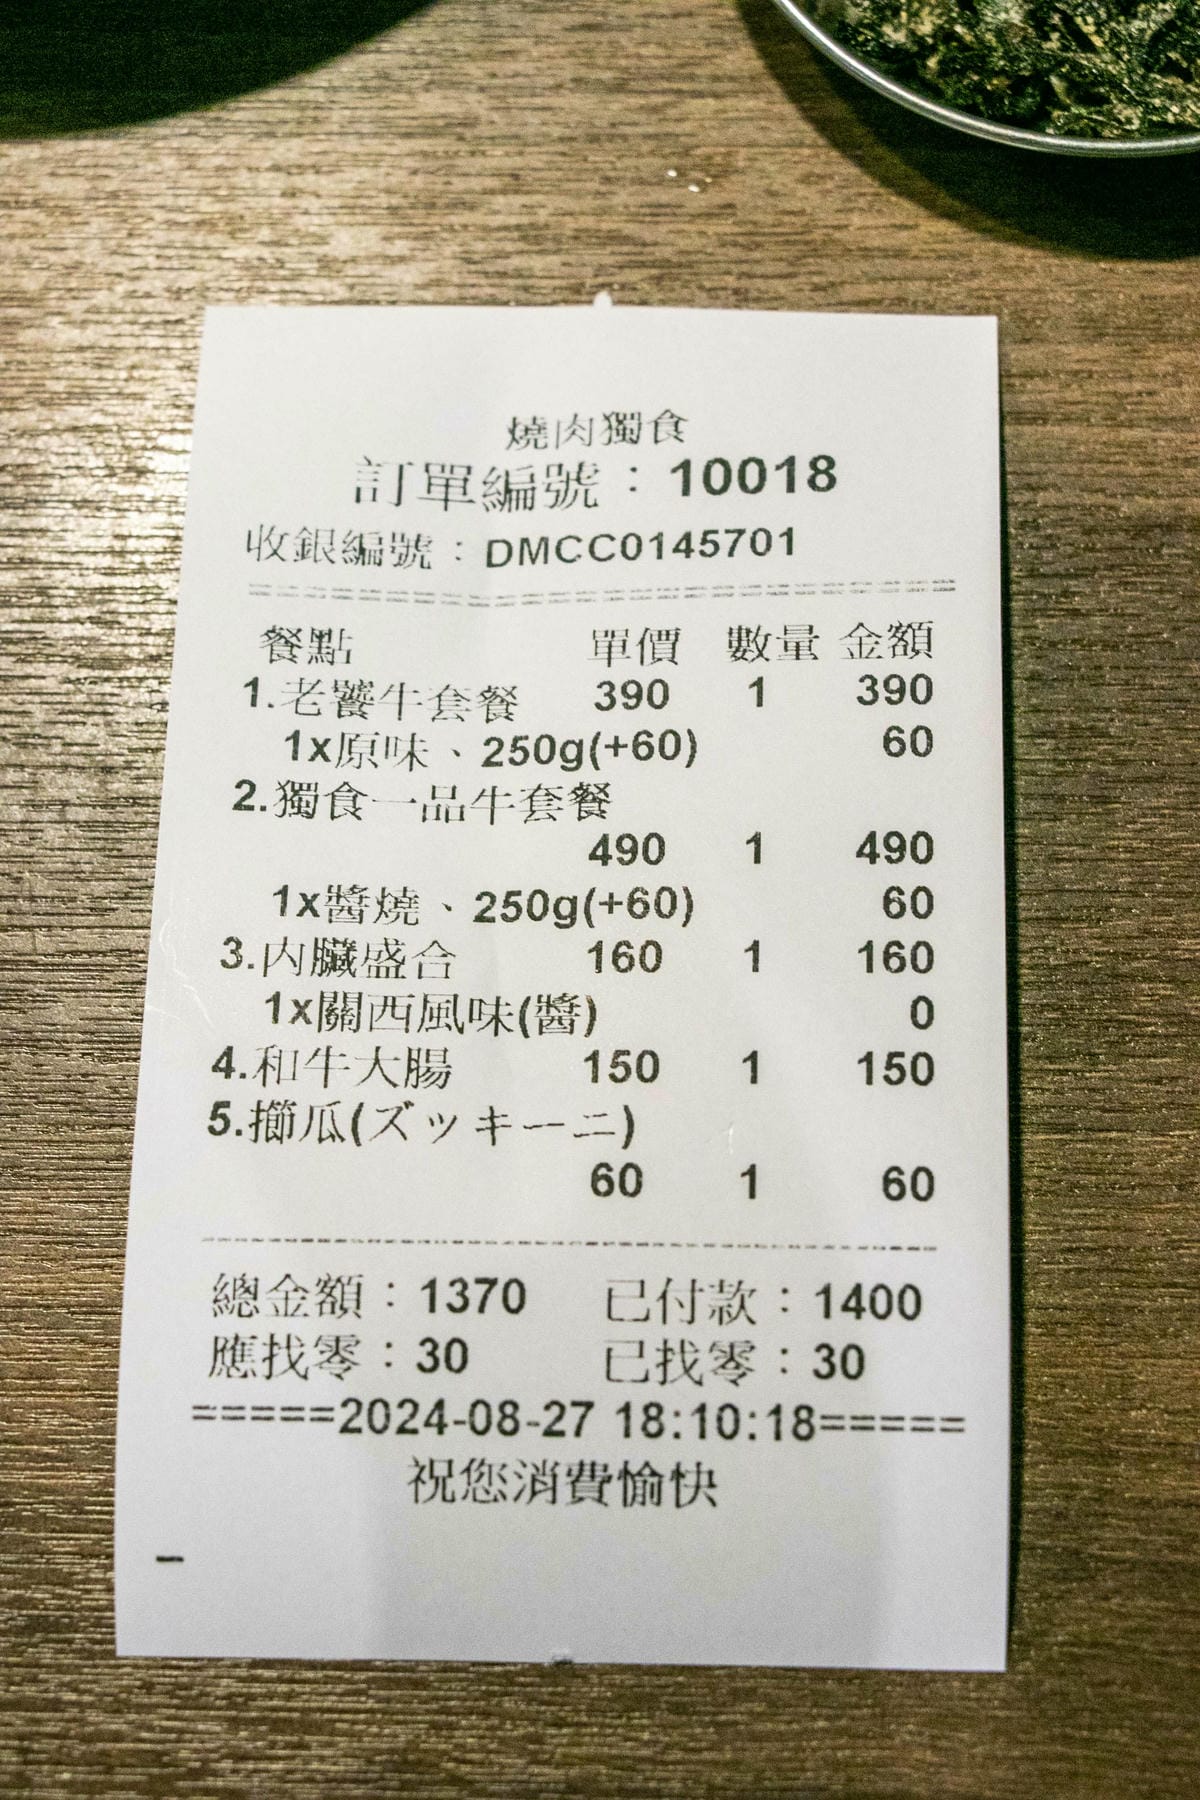 燒肉獨食
訂單編號：10018
收銀編號：DMCC0145701
餐點 單價 數量 金額
1.老饕牛套餐 390 1 390
1x原味、250g(+60) 60
2.獨食一品牛套餐
490 1 490
1x醬燒、250g(+60) 60
3.內臟盛合 160 1 160
1x關西風味(醬) 0
4.和牛大腸 150 1 150
5.擳瓜(ズッキーニ)
60 1 60
總金額：1370 已付款：1400
應找零：30 已找零：30
=====2024-08-27 18:10:18=====
祝您消費愉快